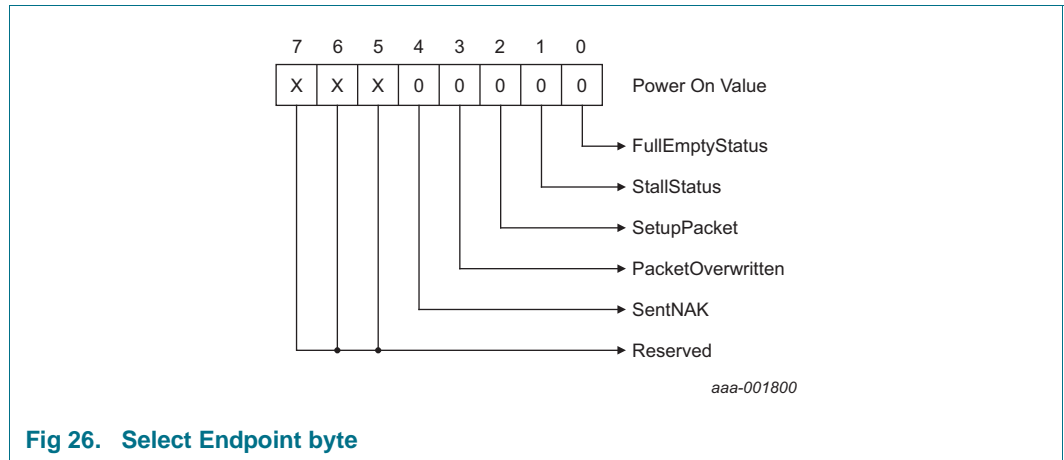 7 6 5 4 3 2 1 0
X X X 0 0 0 0 0 Power On Value
FullEmptyStatus
StallStatus
SetupPacket
PacketOverwritten
SentNAK
Reserved
aaa-001800
Fig 26. Select Endpoint byte